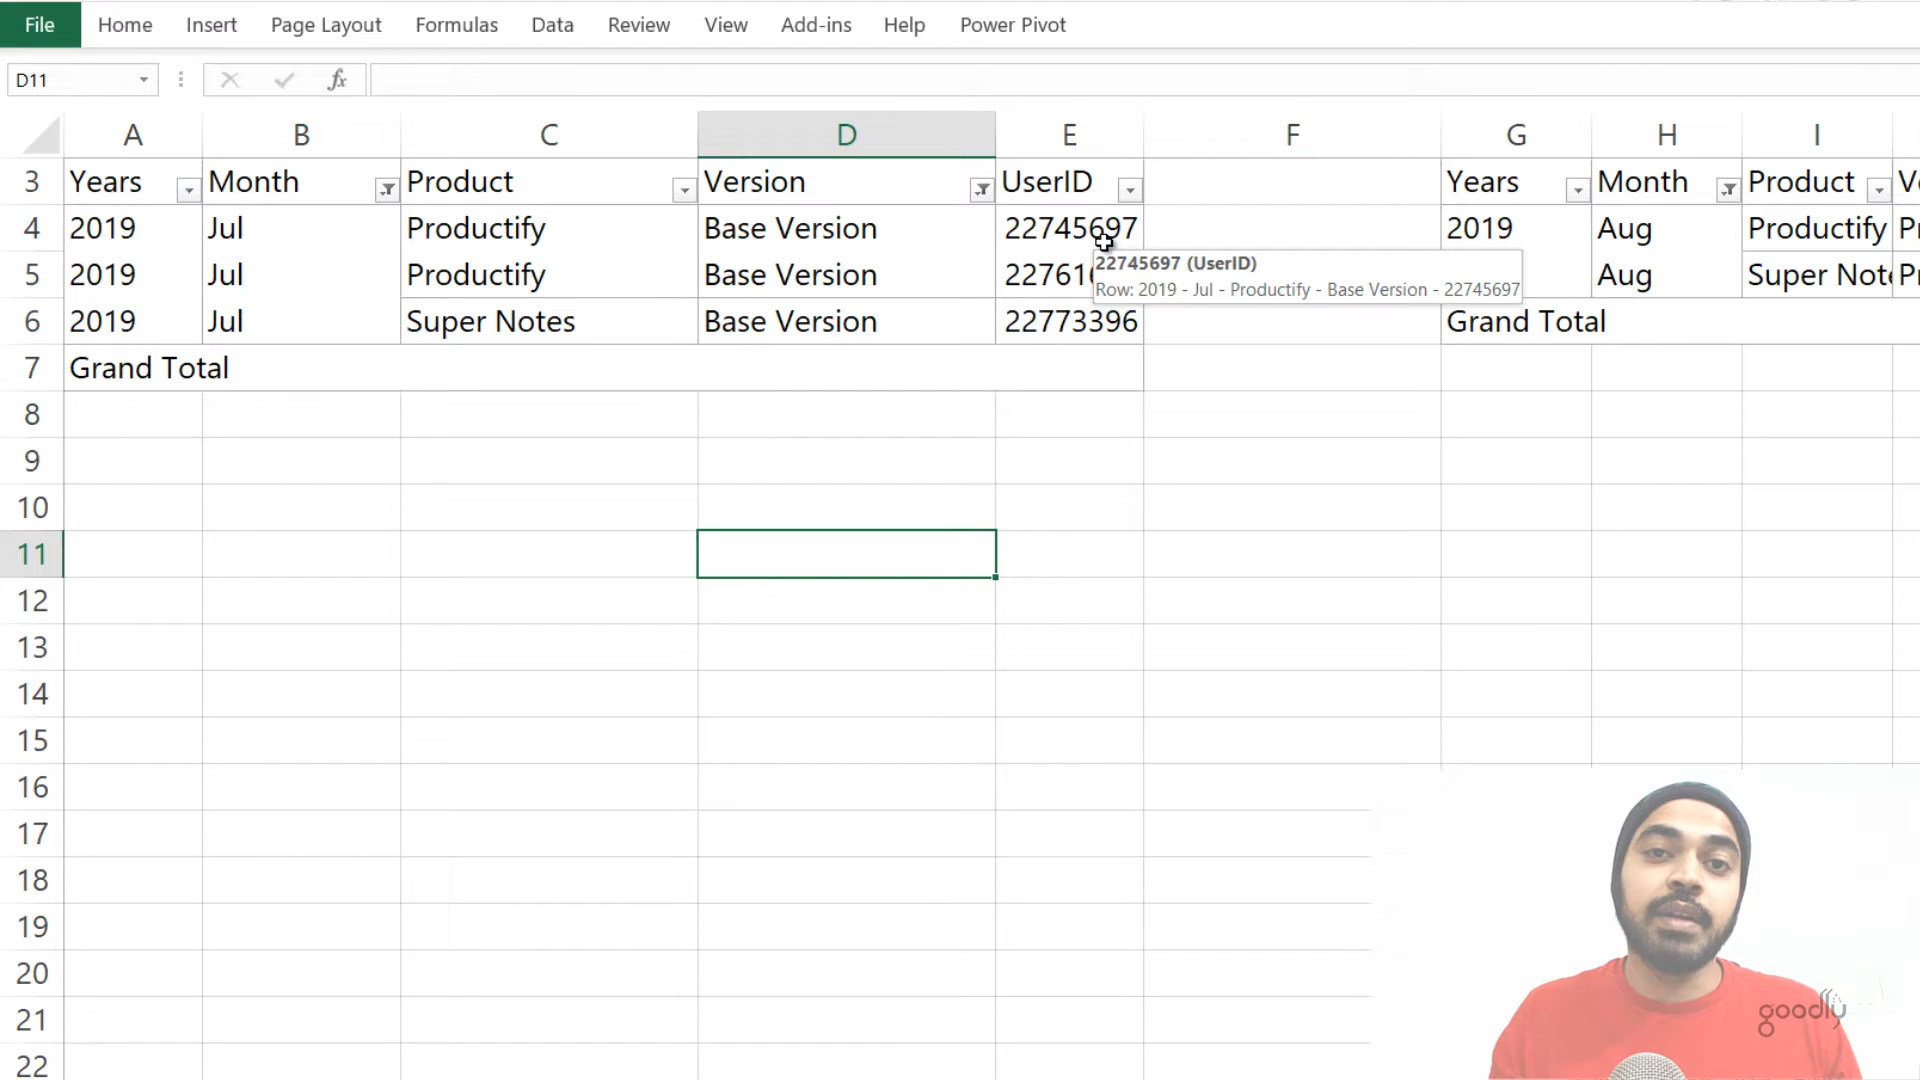 File Home Insert Page Layout Formulas Data Review View Add-ins Help Power Pivot
D11 fx
A B C D E F G H I
3 Years Month Product Version UserID Years Month Product
4 2019 Jul Productify Base Version 22745697 2019 Aug Productify
5 2019 Jul Productify Base Version Aug
22745697 (UserID)
Row: 2019 - Jul - Productify - Base Version - 22745697
6 2019 Jul Super Notes Base Version 22773396 Grand Total
7 Grand Total
8
9
10
11
12
13
14
15
16
17
18
19
20
21
22
goodly